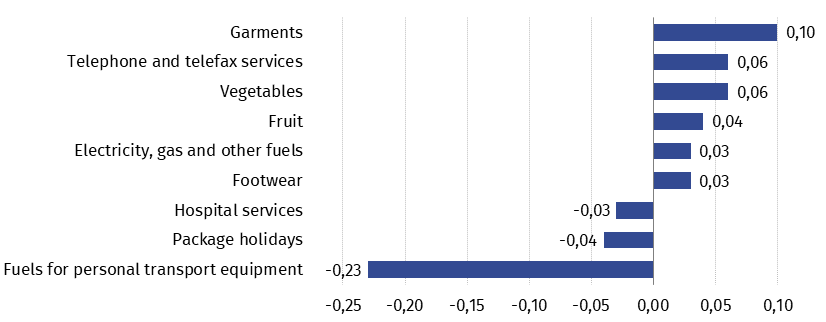 Garments 0,10
Telephone and telefax services 0,06
Vegetables 0,06
Fruit 0,04
Electricity, gas and other fuels 0,03
Footwear 0,03
Hospital services -0,03
Package holidays -0,04
Fuels for personal transport equipment -0,23
-0,25 -0,20 -0,15 -0,10 -0,05 0,00 0,05 0,10